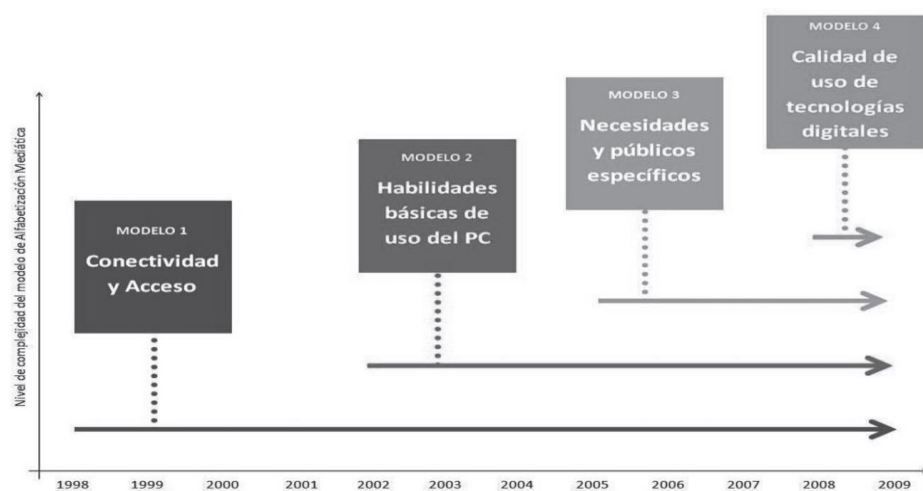 MODELO 4
Calidad de
uso de
tecnologías
digitales
MODELO 3
Necesidades
y públicos
específicos
MODELO 2
Habilidades
básicas de
uso del PC
MODELO 1
Conectividad
y Acceso
Nivel de complejidad del modelo de Alfabetización Mediática
1998 1999 2000 2001 2002 2003 2004 2005 2006 2007 2008 2009